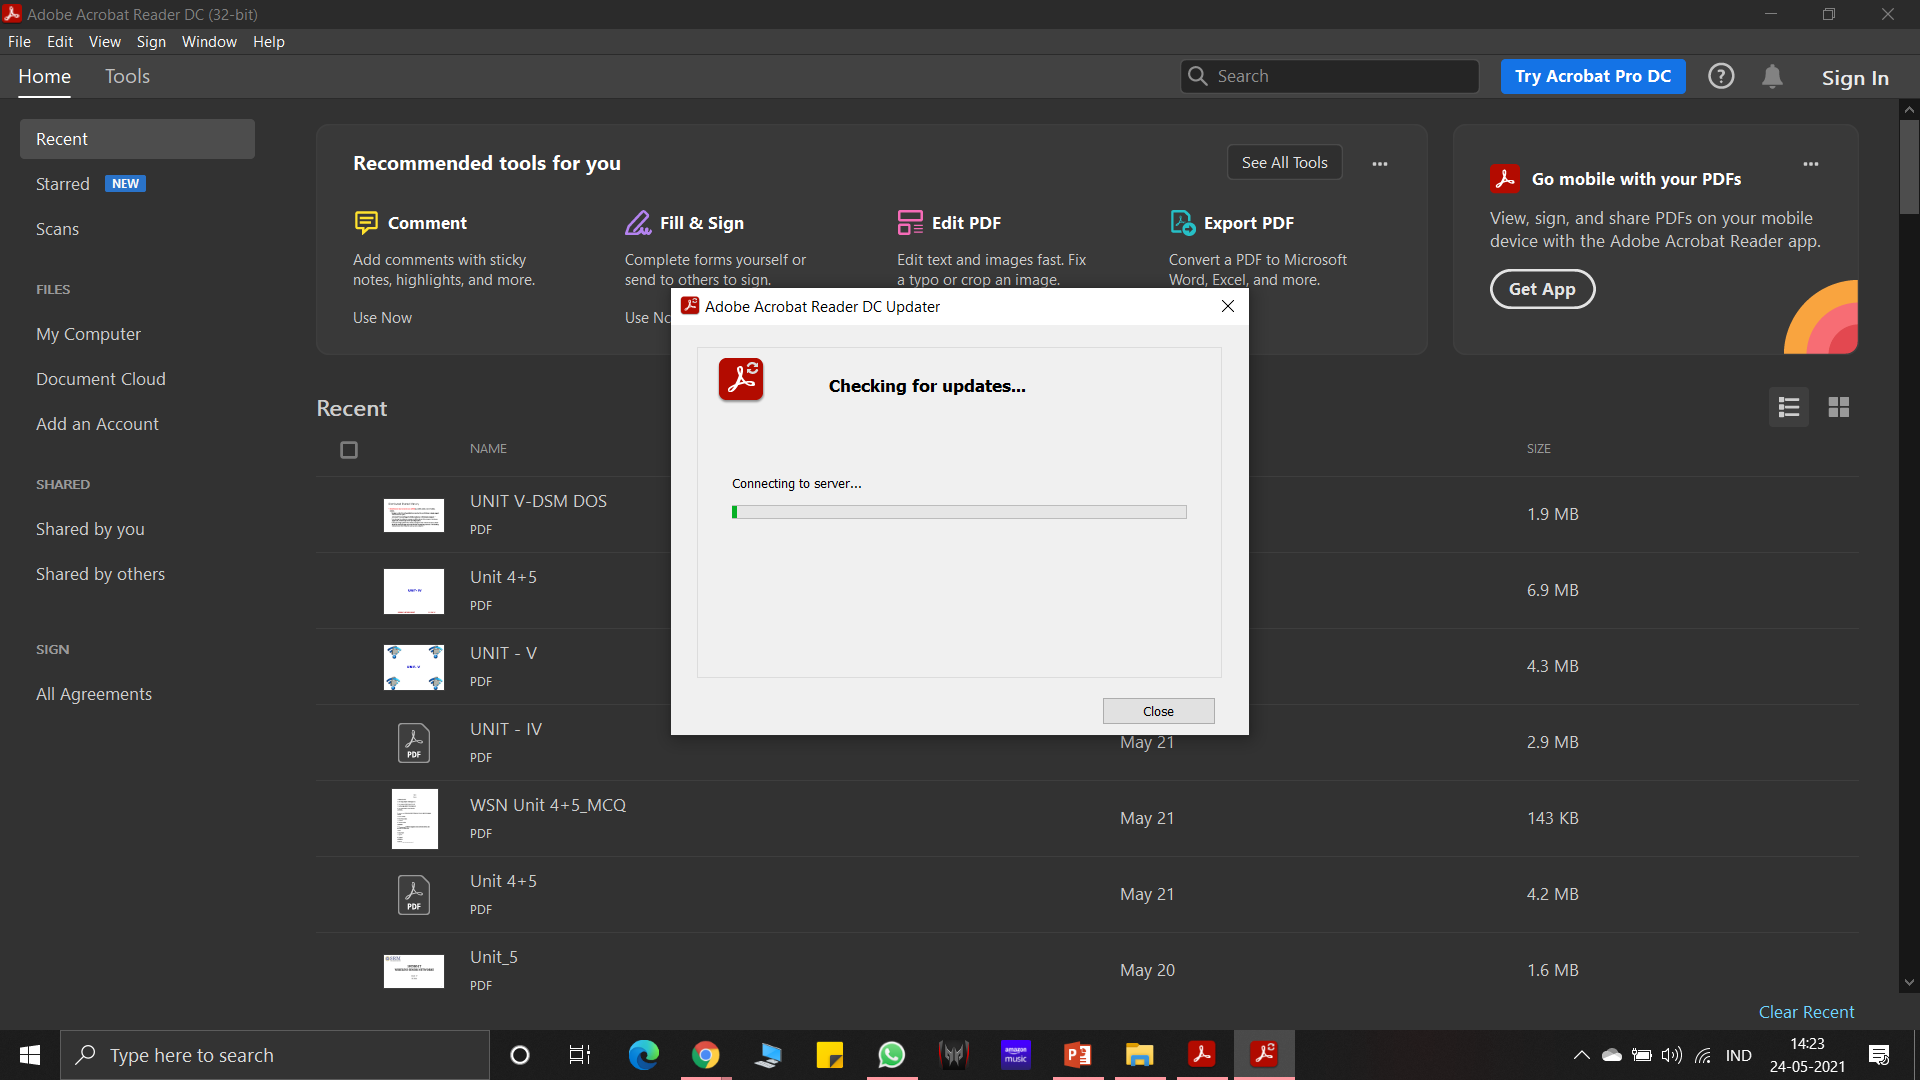 Adobe Acrobat Reader DC (32-bit)
File Edit View Sign Window Help
Home Tools
Search
Try Acrobat Pro DC
Sign In
Recent
Starred NEW
Scans
FILES
My Computer
Document Cloud
Add an Account
SHARED
Shared by you
Shared by others
SIGN
All Agreements
Recommended tools for you
See All Tools
Comment
Add comments with sticky
notes, highlights, and more.
Use Now
Fill & Sign
Complete forms yourself or
send to others to sign.
Use No
Edit PDF
Edit text and images fast. Fix
a typo or crop an image.
Export PDF
Convert a PDF to Microsoft
Word, Excel, and more.
Go mobile with your PDFs
View, sign, and share PDFs on your mobile
device with the Adobe Acrobat Reader app.
Get App
Adobe Acrobat Reader DC Updater
Checking for updates...
Connecting to server...
Close
Recent
NAME SIZE
UNIT V-DSM DOS
PDF
1.9 MB
Unit 4+5
PDF
6.9 MB
UNIT - V
PDF
4.3 MB
UNIT - IV
PDF
May 21
2.9 MB
WSN Unit 4+5_MCQ
PDF
May 21
143 KB
Unit 4+5
PDF
May 21
4.2 MB
Unit_5
PDF
May 20
1.6 MB
Clear Recent
Type here to search
amazon
music
IND
14:23
24-05-2021